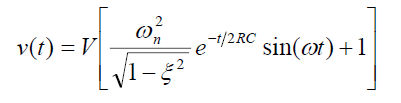 v(t) = V[ω_n^2/√(1−ξ^2) e^{−t/2RC} sin(ωt)+1]